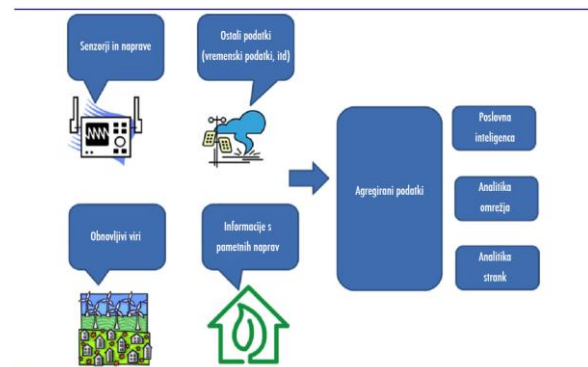 Senzorji in naprave
Ostali podatki
(vremenski podatki, itd)
Obnovljivi viri
Informacije s
pametnih naprav
Agregirani podatki
Poslovna
inteligenca
Analitika
omrežja
Analitika
strank